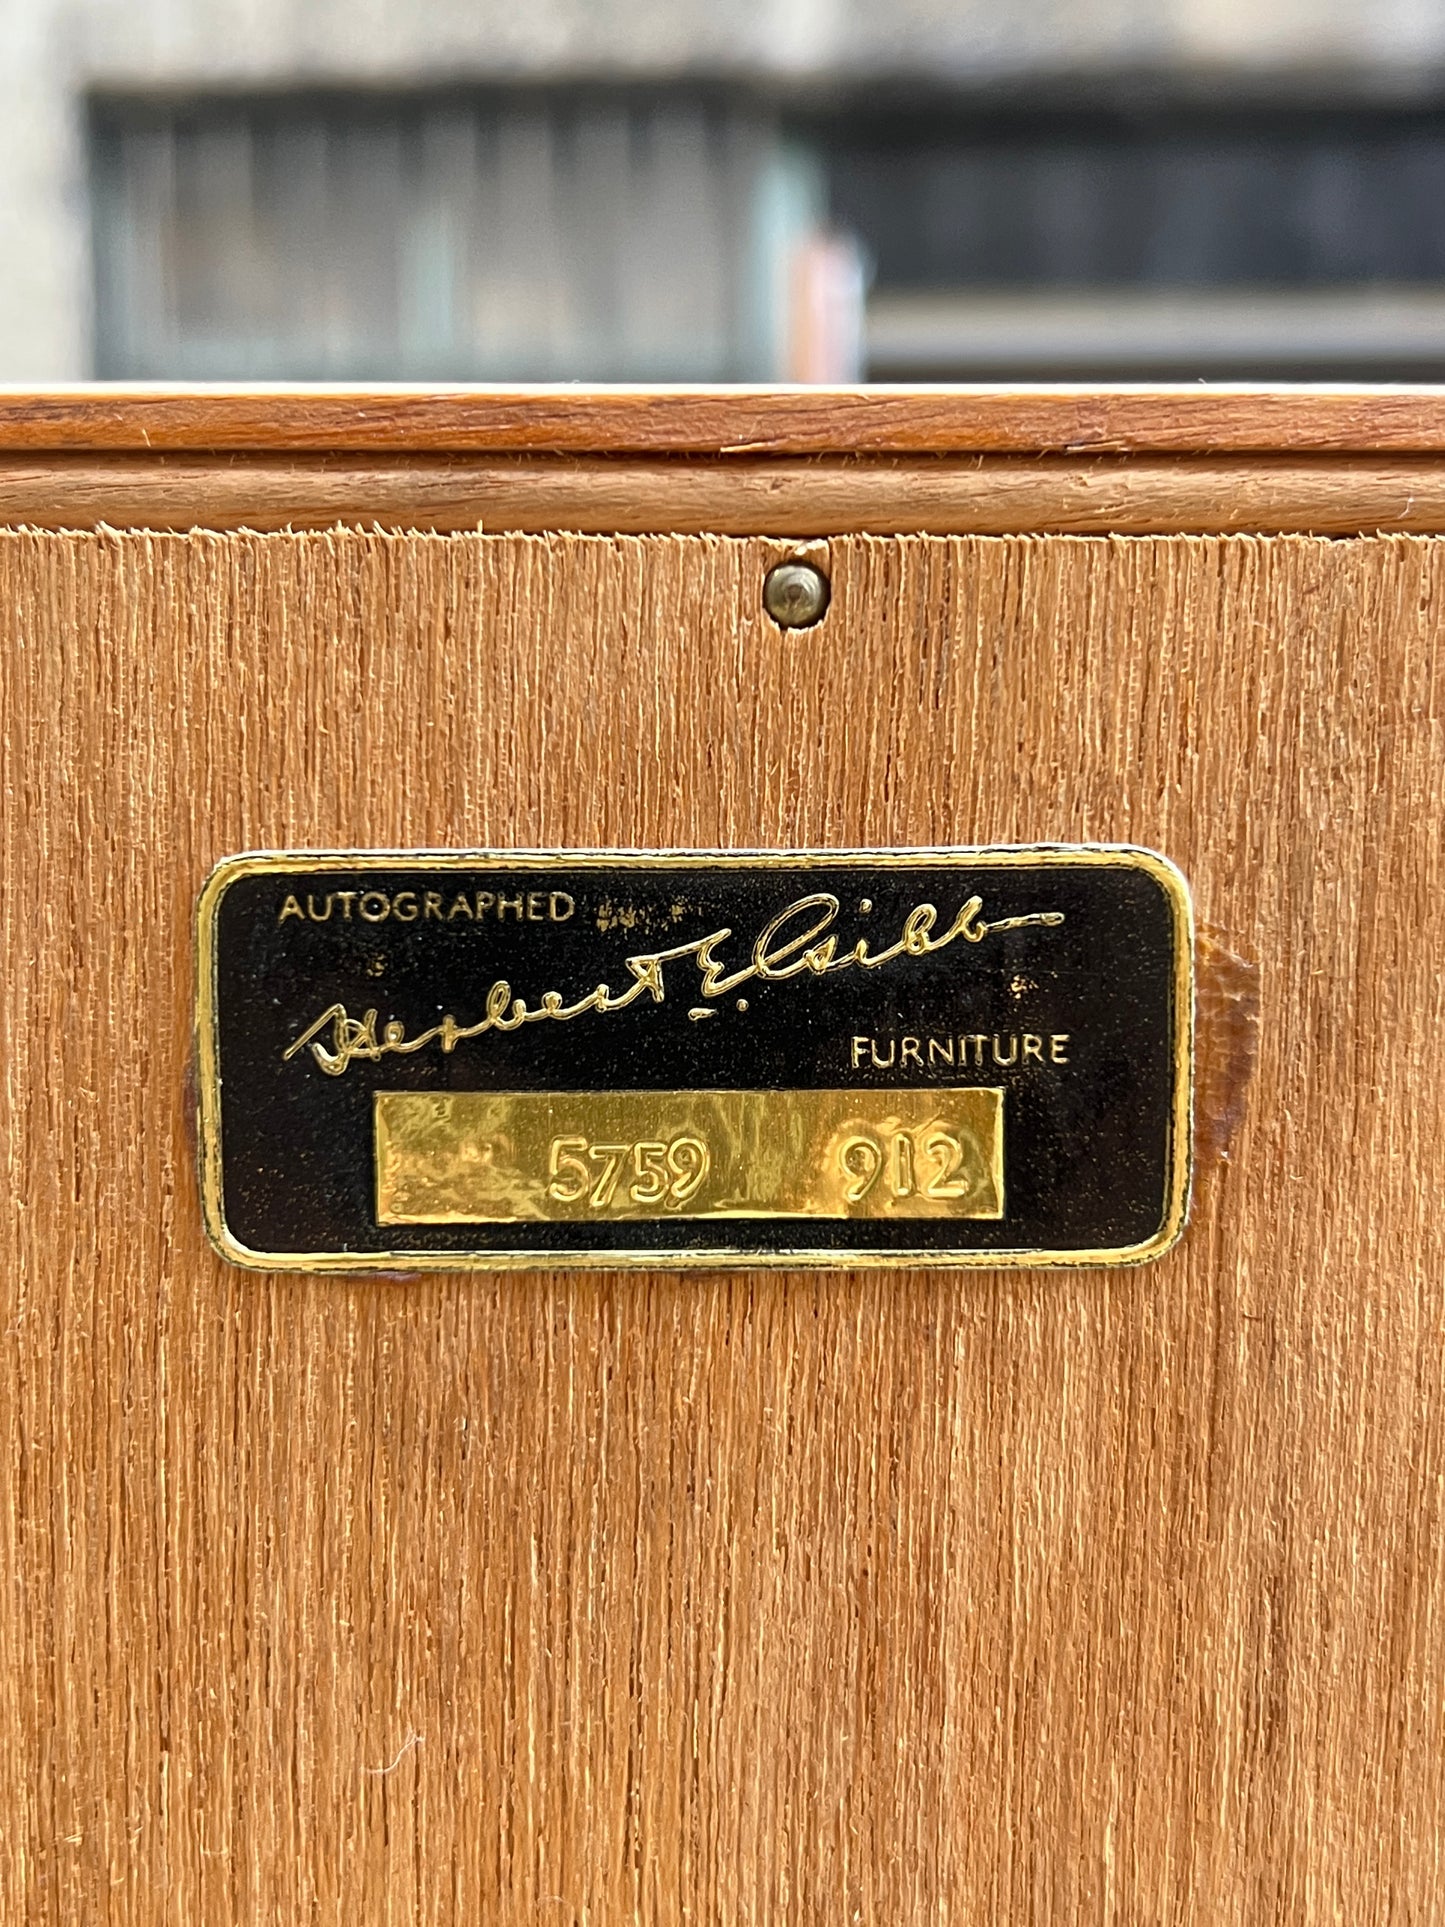 AUTOGRAPHED
Herbert E. Gibbs
FURNITURE
5759 912